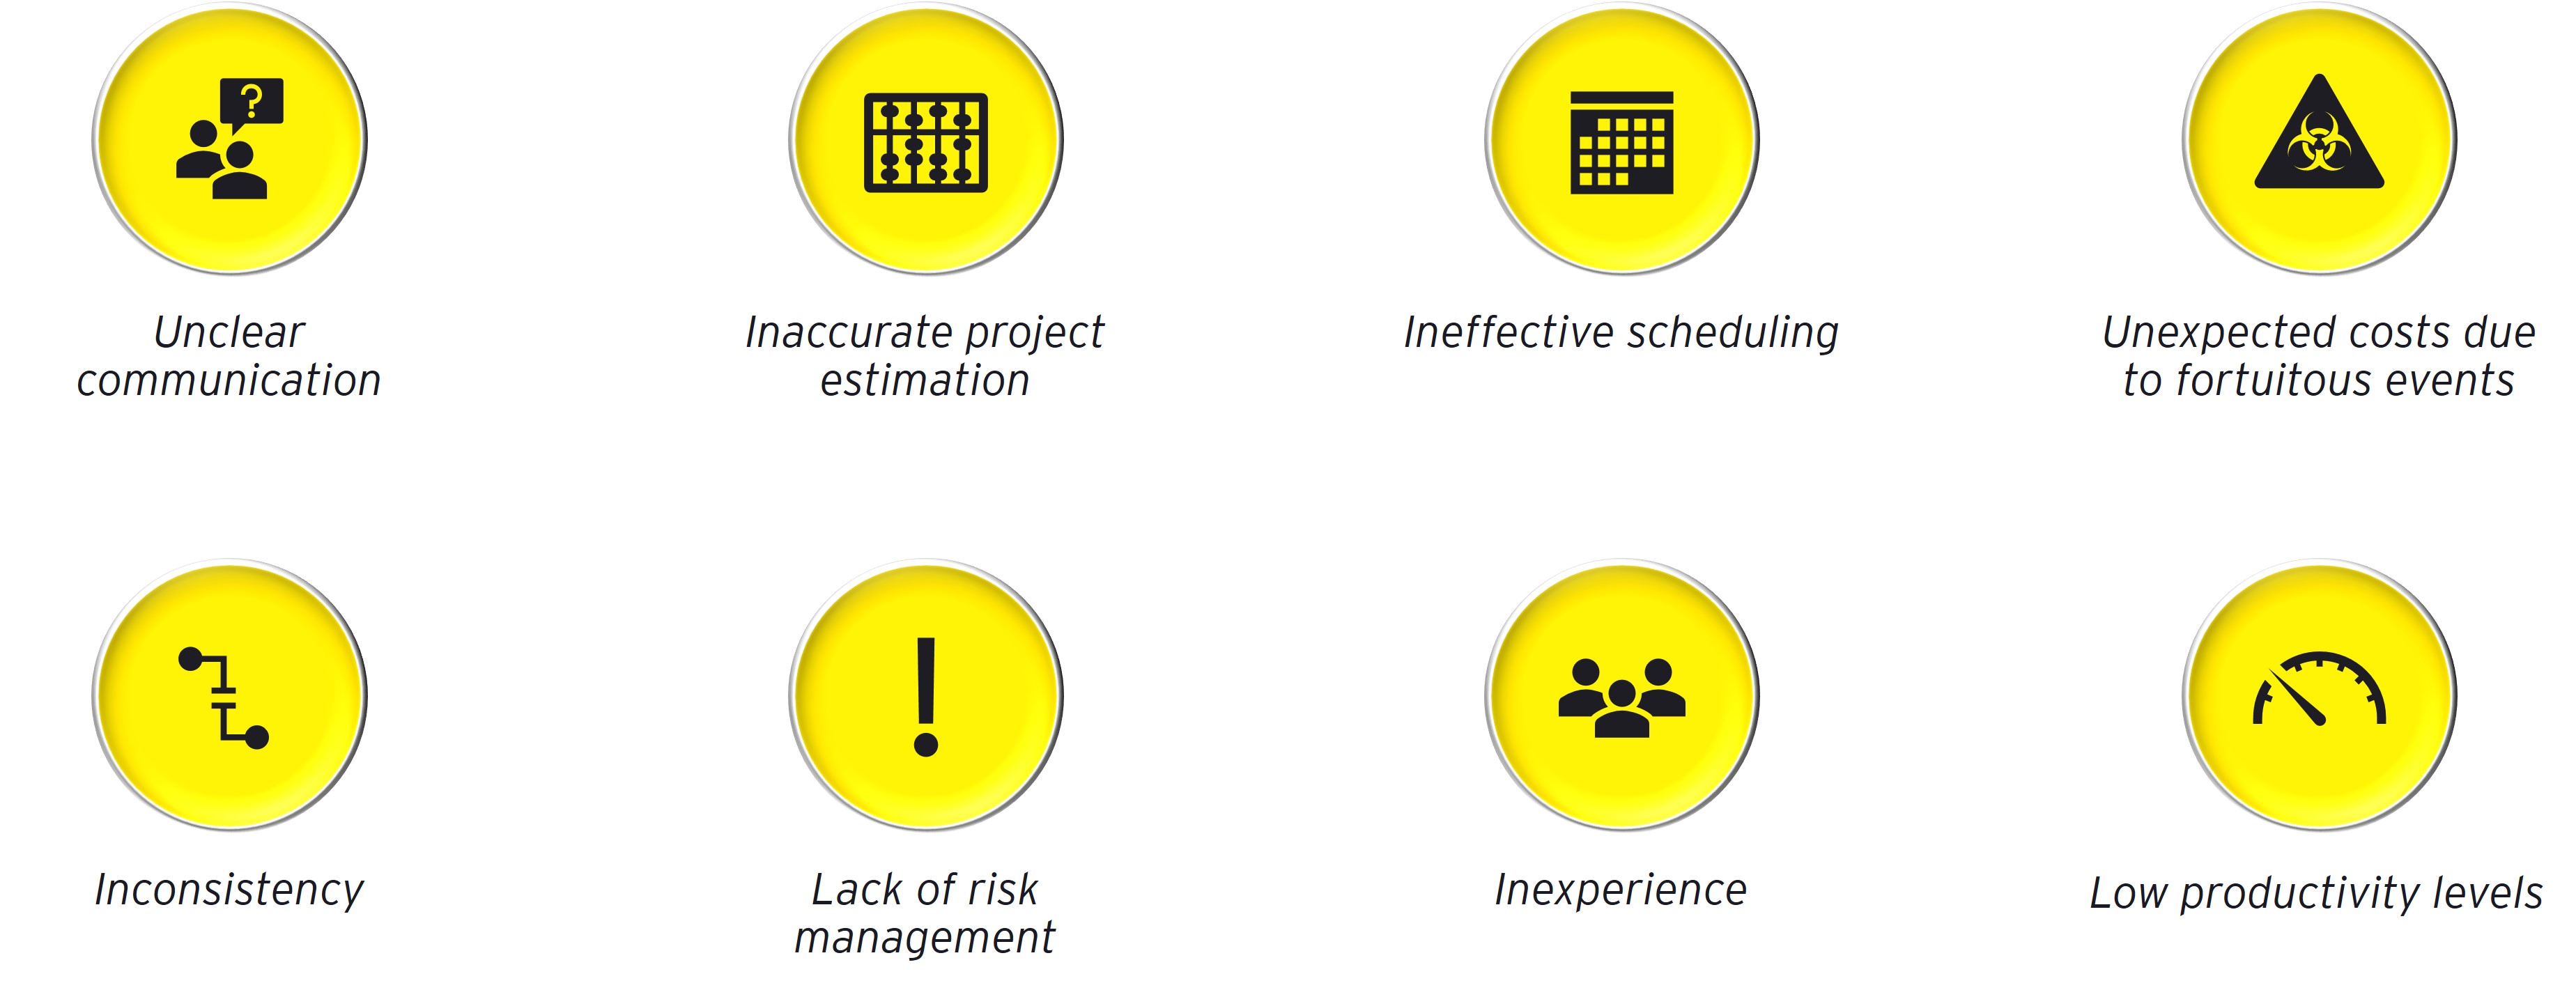 ?
Unclear
communication
Inaccurate project
estimation
Ineffective scheduling
Unexpected costs due
to fortuitous events
!
Inconsistency
Lack of risk
management
Inexperience
Low productivity levels